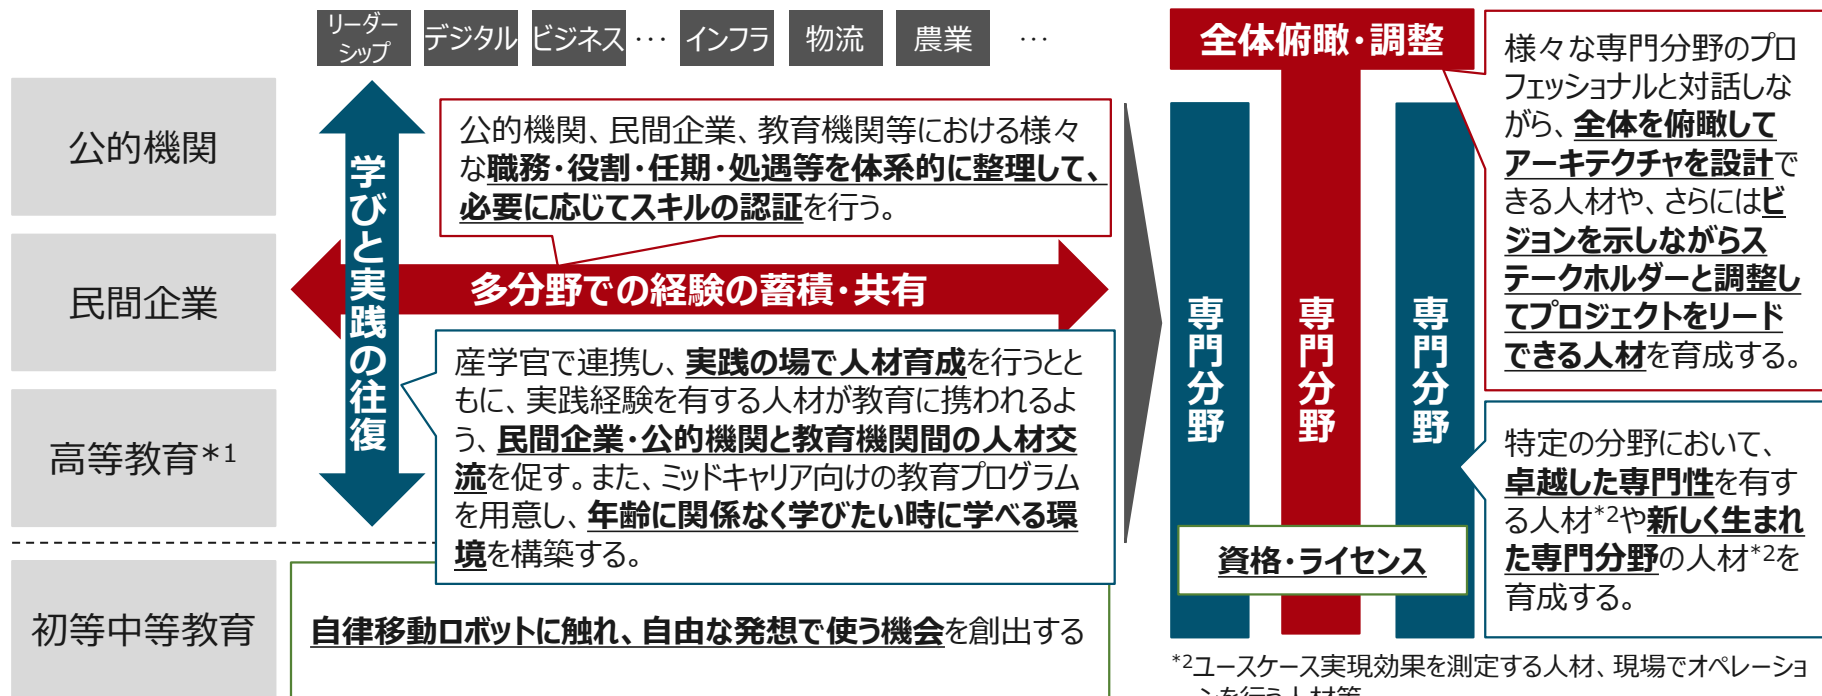 リーダー
シップ
デジタル
ビジネス
…
インフラ
物流
農業
…
公的機関
民間企業
高等教育*1
初等中等教育
学びと実践の往復
公的機関、民間企業、教育機関等における様々
な職務・役割・任期・処遇等を体系的に整理して、
必要に応じてスキルの認証を行う。
多分野での経験の蓄積・共有
産学官で連携し、実践の場で人材育成を行うとと
もに、実践経験を有する人材が教育に携われるよ
う、民間企業・公的機関と教育機関間の人材交
流を促す。また、ミッドキャリア向けの教育プログラム
を用意し、年齢に関係なく学びたい時に学べる環
境を構築する。
自律移動ロボットに触れ、自由な発想で使う機会を創出する
全体俯瞰・調整
専門分野
専門分野
専門分野
資格・ライセンス
様々な専門分野のプロ
フェッショナルと対話しな
がら、全体を俯瞰して
アーキテクチャを設計で
きる人材や、さらにはビ
ジョンを示しながらス
テークホルダーと調整し
てプロジェクトをリード
できる人材を育成する。
特定の分野において、
卓越した専門性を有す
る人材*2や新しく生まれ
た専門分野の人材*2を
育成する。
*2ユースケース実現効果を測定する人材、現場でオペレーショ
ンを行う人材等